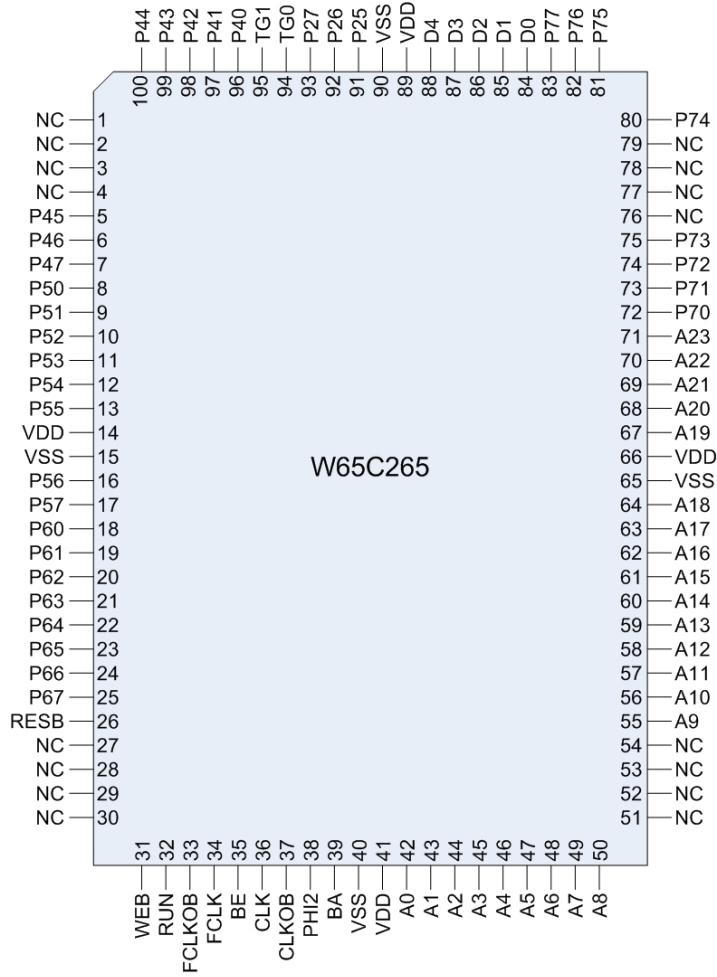 P44 P43 P42 P41 P40 TG1 TG0 P27 P26 P25 VSS VDD D4 D3 D2 D1 D0 P77 P76 P75
100 99 98 97 96 95 94 93 92 91 90 89 88 87 86 85 84 83 82 81
NC 1 80 P74
NC 2 79 NC
NC 3 78 NC
NC 4 77 NC
P45 5 76 NC
P46 6 75 P73
P47 7 74 P72
P50 8 73 P71
P51 9 72 P70
P52 10 71 A23
P53 11 70 A22
P54 12 69 A21
P55 13 68 A20
VDD 14 67 A19
VSS 15 66 VDD
W65C265
P56 16 65 VSS
P57 17 64 A18
P60 18 63 A17
P61 19 62 A16
P62 20 61 A15
P63 21 60 A14
P64 22 59 A13
P65 23 58 A12
P66 24 57 A11
P67 25 56 A10
RESB 26 55 A9
NC 27 54 NC
NC 28 53 NC
NC 29 52 NC
NC 30 51 NC
31 32 33 34 35 36 37 38 39 40 41 42 43 44 45 46 47 48 49 50
WEB RUN FCLKOB FCLK BE CLK CLKOB PHI2 BA VSS VDD A0 A1 A2 A3 A4 A5 A6 A7 A8